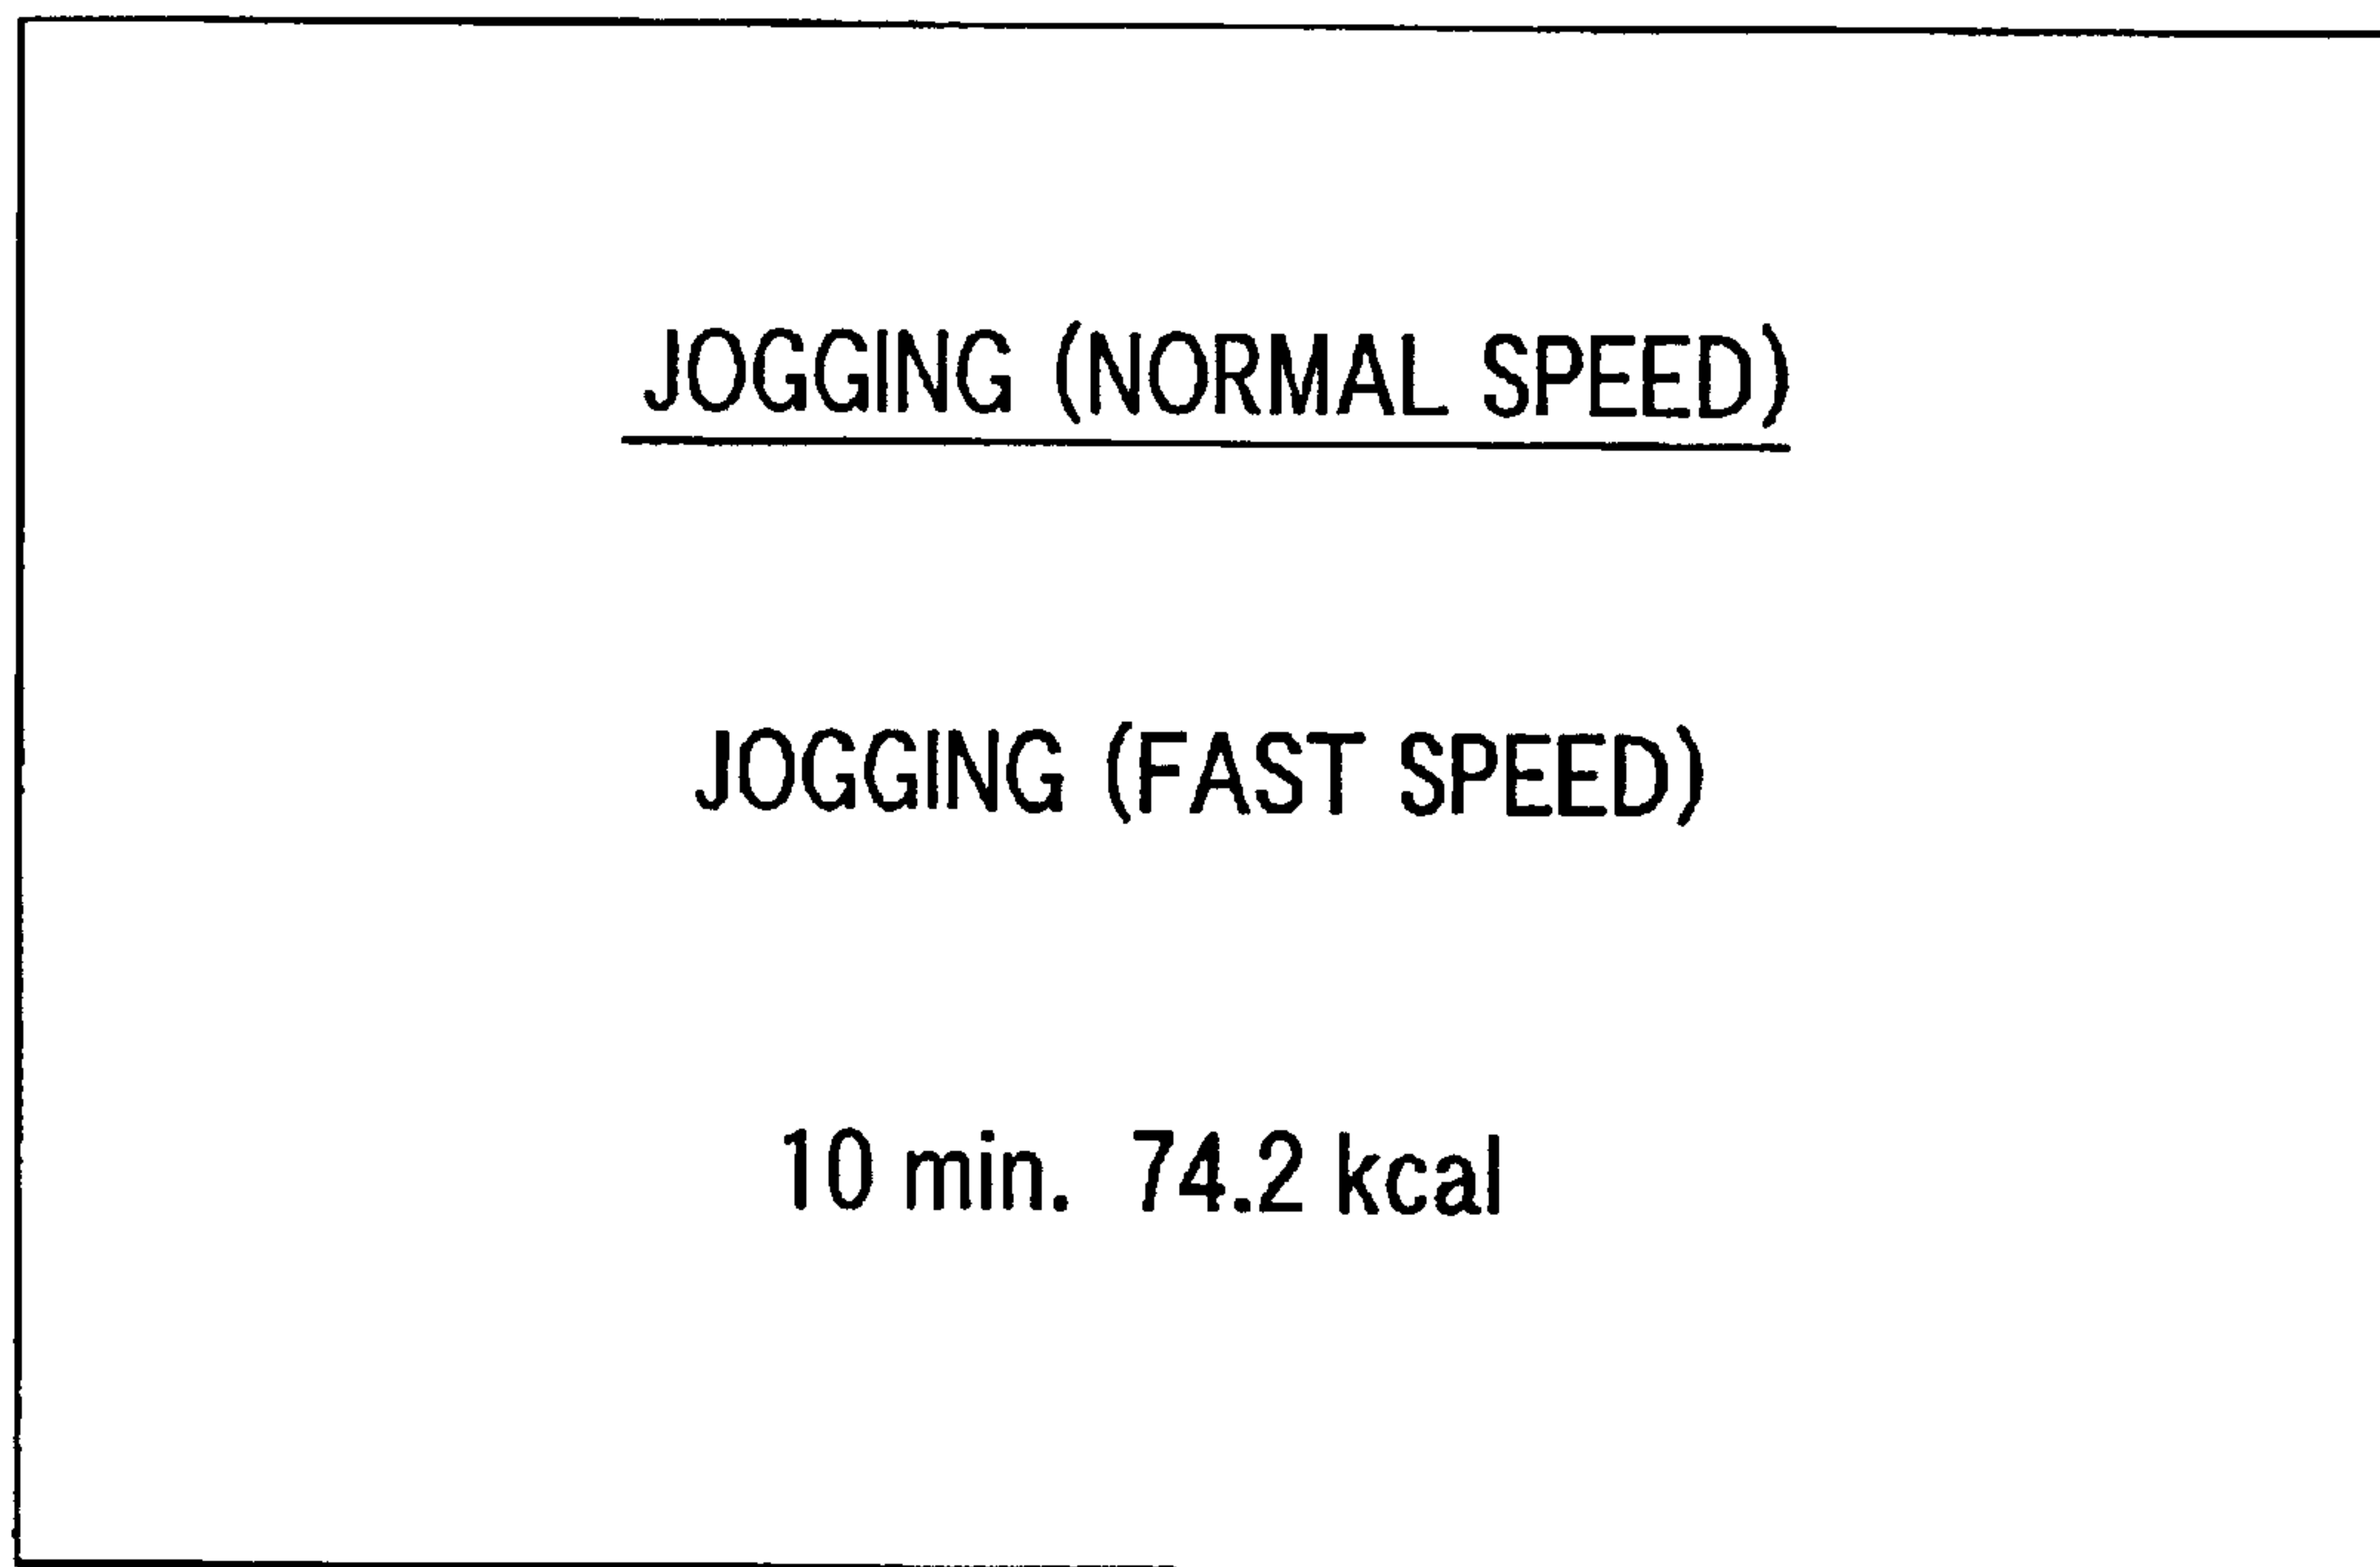 JOGGING (NORMAL SPEED)
JOGGING (FAST SPEED)
10 min. 74.2 kcal